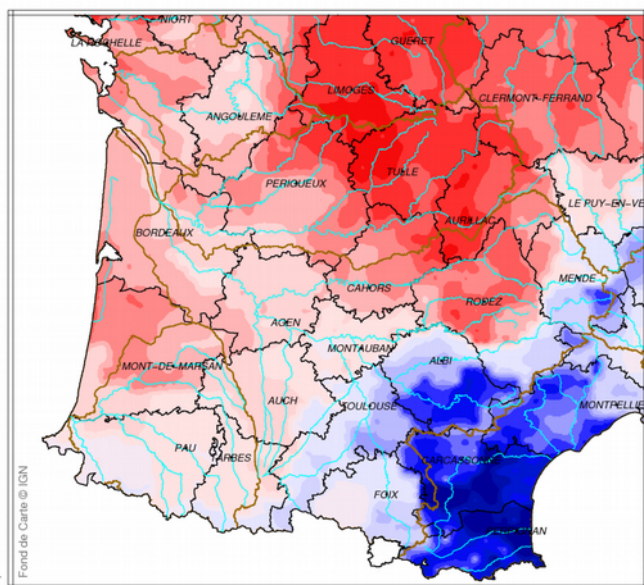 NIORT
LA ROCHELLE
GUERET
LIMOGES
CLERMONT-FERRAND
ANGOULEME
TULLE
PERIGUEUX
LE PUY-EN-VE
AURILLAC
BORDEAUX
MENDE
CAHORS
RODEZ
AGEN
MONTAUBAN
ALBI
MONT-DE-MARSAN
AUCH
TOULOUSE
MONTPELLIE
PAU
TARBES
CARCASSONNE
FOIX
Fond de Carte © IGN